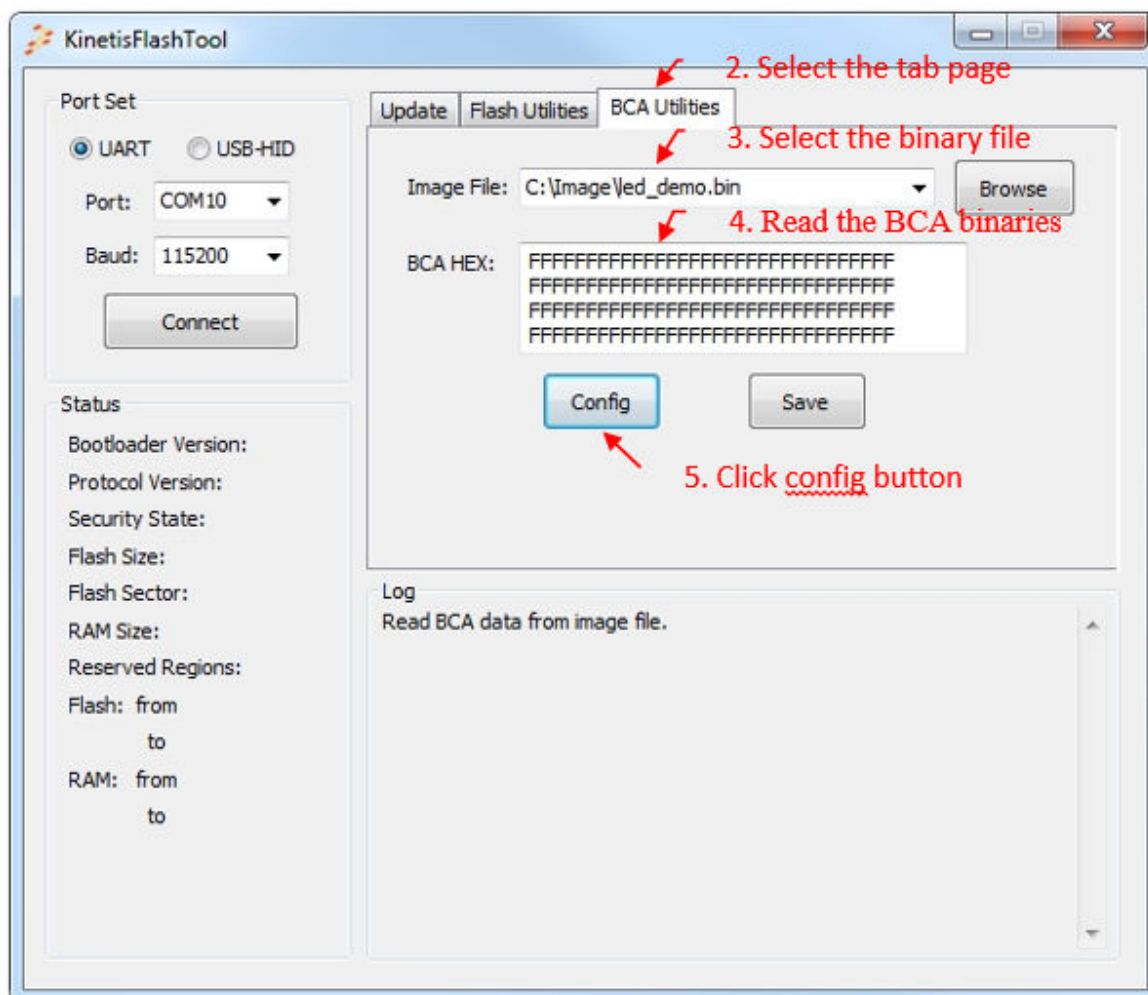 KinetisFlashTool
Port Set
UART USB-HID
Port: COM10
Baud: 115200
Connect
Status
Bootloader Version:
Protocol Version:
Security State:
Flash Size:
Flash Sector:
RAM Size:
Reserved Regions:
Flash: from
to
RAM: from
to
2. Select the tab page
Update Flash Utilities BCA Utilities
3. Select the binary file
Image File: C:\Image\led_demo.bin Browse
4. Read the BCA binaries
BCA HEX: FFFFFFFFFFFFFFFFFFFFFFFFFFFFFFFF
FFFFFFFFFFFFFFFFFFFFFFFFFFFFFFFF
FFFFFFFFFFFFFFFFFFFFFFFFFFFFFFFF
FFFFFFFFFFFFFFFFFFFFFFFFFFFFFFFF
Config Save
5. Click config button
Log
Read BCA data from image file.